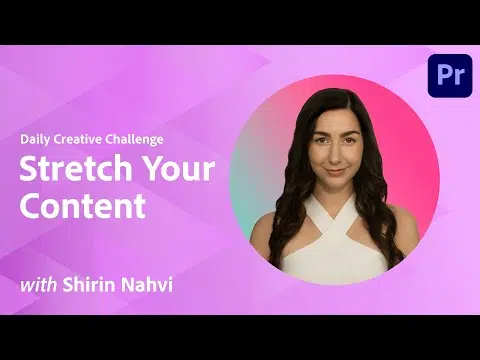 Pr
Daily Creative Challenge
Stretch Your
Content
with Shirin Nahvi